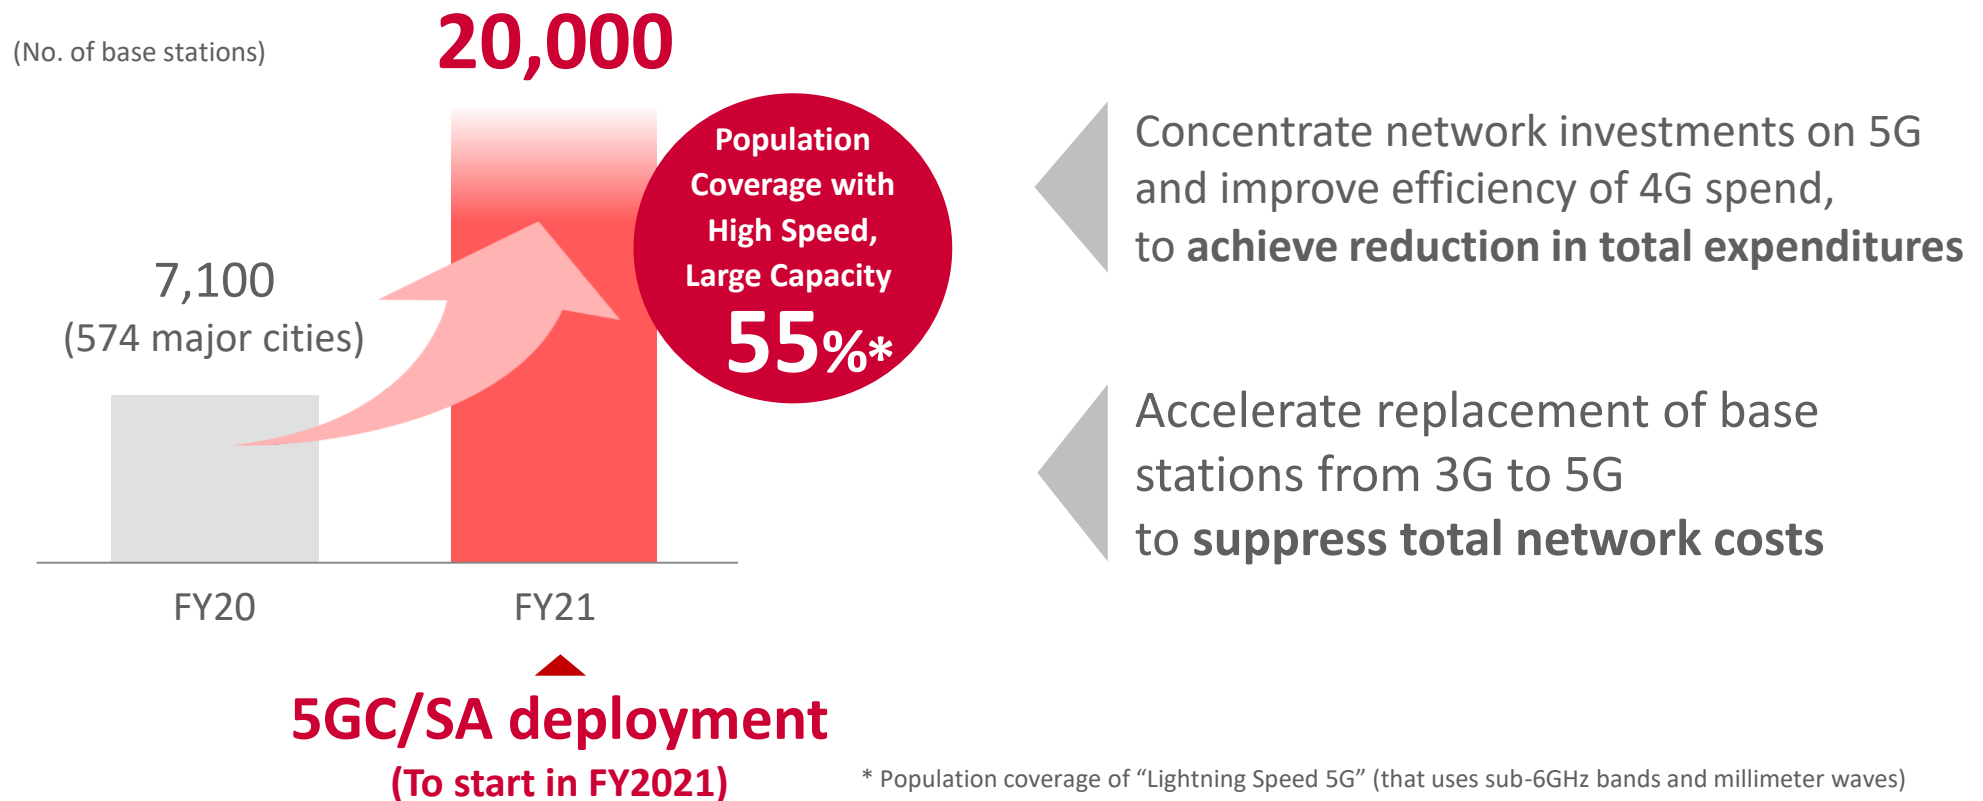 (No. of base stations)
20,000
7,100
(574 major cities)
Population
Coverage with
High Speed,
Large Capacity
55%*
FY20
FY21
5GC/SA deployment
(To start in FY2021)
Concentrate network investments on 5G
and improve efficiency of 4G spend,
to achieve reduction in total expenditures
Accelerate replacement of base
stations from 3G to 5G
to suppress total network costs
* Population coverage of “Lightning Speed 5G” (that uses sub-6GHz bands and millimeter waves)